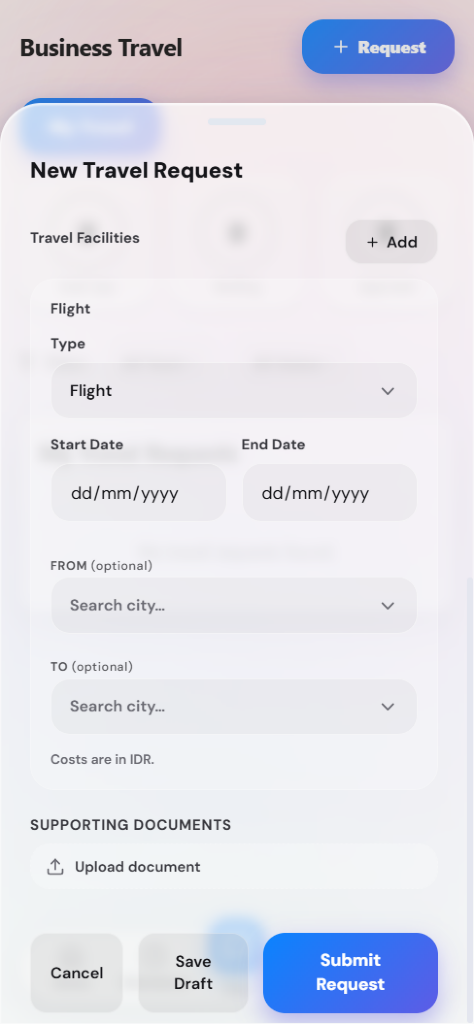 Business Travel
+ Request
New Travel Request
Travel Facilities
+ Add
Flight
Type
Flight
Start Date
End Date
dd/mm/yyyy
dd/mm/yyyy
FROM (optional)
Search city...
TO (optional)
Search city...
Costs are in IDR.
SUPPORTING DOCUMENTS
Upload document
Cancel
Save
Draft
Submit
Request